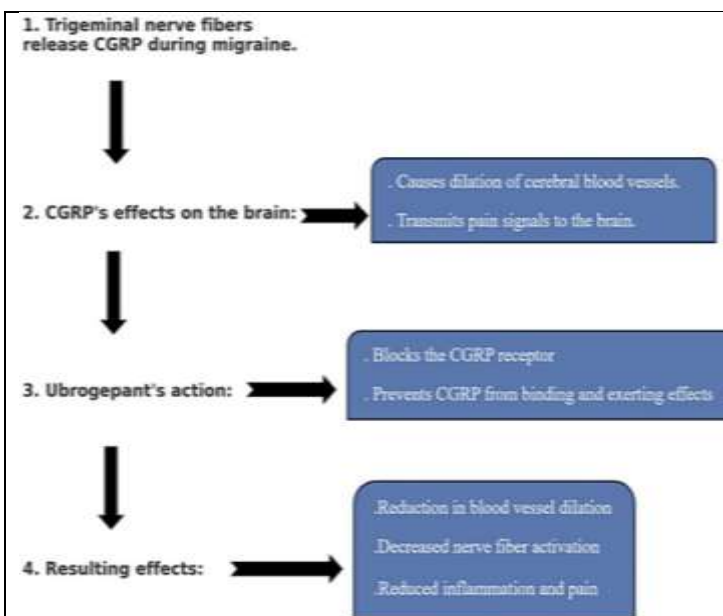 1. Trigeminal nerve fibers
release CGRP during migraine.
2. CGRP's effects on the brain:
. Causes dilation of cerebral blood vessels.
. Transmits pain signals to the brain.
3. Ubrogepant's action:
. Blocks the CGRP receptor
. Prevents CGRP from binding and exerting effects
4. Resulting effects:
.Reduction in blood vessel dilation
.Decreased nerve fiber activation
.Reduced inflammation and pain